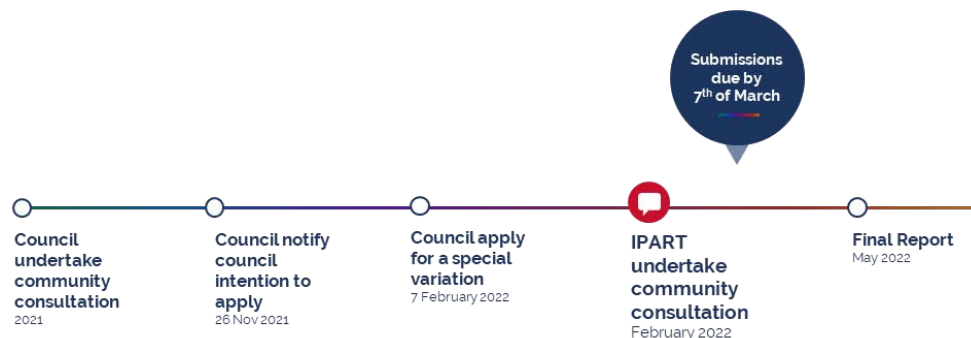 Submissions
due by
7th of March
Council
undertake
community
consultation
2021
Council notify
council
intention to
apply
26 Nov 2021
Council apply
for a special
variation
7 February 2022
IPART
undertake
community
consultation
February 2022
Final Report
May 2022